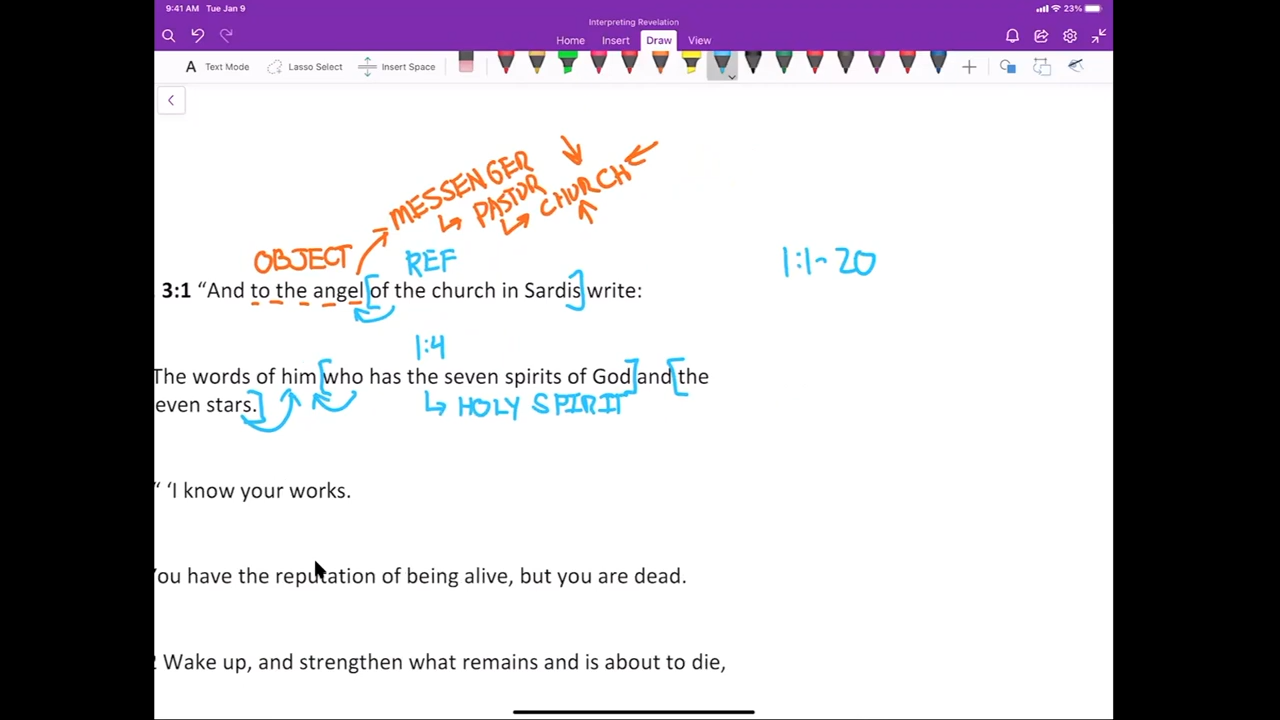 9:41 AM Tue Jan 9
23%
Interpreting Revelation
Home Insert Draw View
Text Mode Lasso Select Insert Space
MESSENGER
PASTOR
CHURCH
OBJECT
REF
1:1-20
3:1 “And to the angel [of the church in Sardis] write:
1:4
The words of him [who has the seven spirits of God] and [the
even stars.]
HOLY SPIRIT
“ ‘I know your works.
You have the reputation of being alive, but you are dead.
2 Wake up, and strengthen what remains and is about to die,